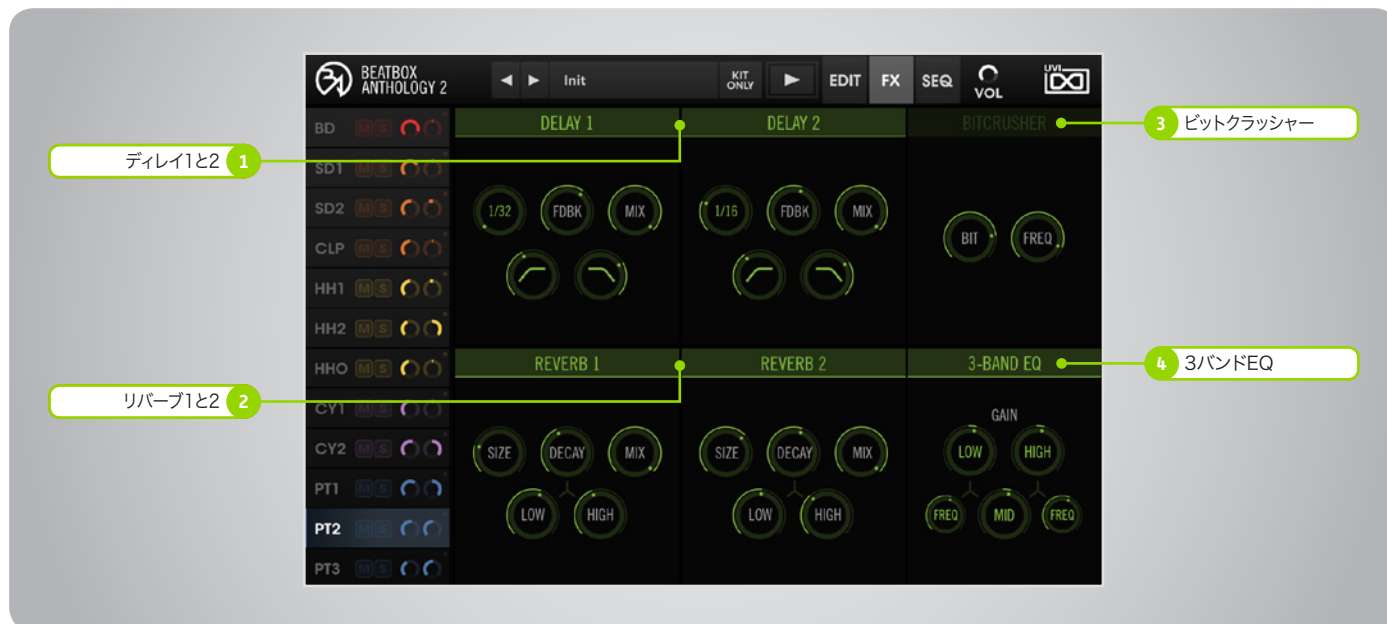 BEATBOX
ANTHOLOGY 2
Init
KIT
ONLY
EDIT
FX
SEQ
VOL
UVI
BD M S
SD1 M S
SD2 M S
CLP M S
HH1 M S
HH2 M S
HHO M S
CY1 M S
CY2 M S
PT1 M S
PT2 M S
PT3 M S
DELAY 1
1/32 FDBK MIX
DELAY 2
1/16 FDBK MIX
BITCRUSHER
BIT FREQ
REVERB 1
SIZE DECAY MIX
LOW HIGH
REVERB 2
SIZE DECAY MIX
LOW HIGH
3-BAND EQ
GAIN
LOW HIGH
FREQ MID FREQ
ディレイ1と2 1
リバーブ1と2 2
3 ビットクラッシャー
4 3バンドEQ